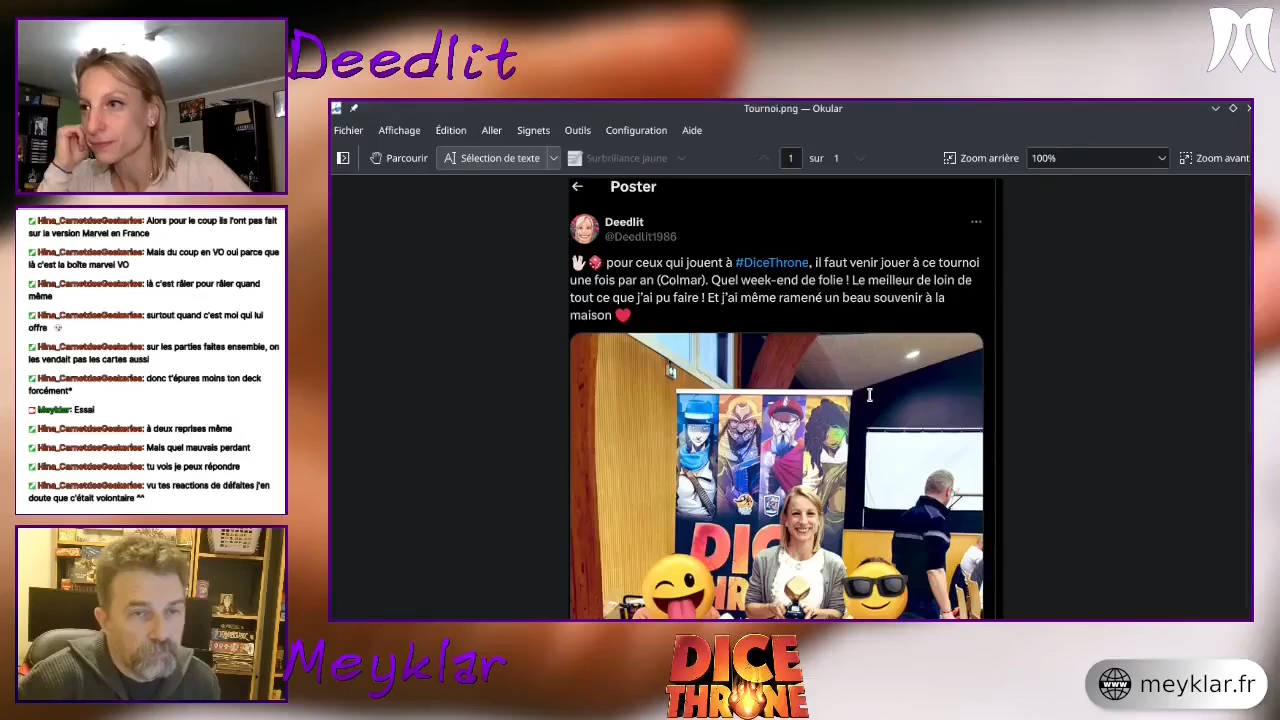 Deedlit
Hina_CarnetdesGeekeries: Alors pour le coup ils l'ont pas fait
sur la version Marvel en France
Hina_CarnetdesGeekeries: Mais du coup en VO oui parce que
là c'est la boîte marvel VO
Hina_CarnetdesGeekeries: là c'est râler pour râler quand
même
Hina_CarnetdesGeekeries: surtout quand c'est moi qui lui
offre
Hina_CarnetdesGeekeries: sur les parties faites ensemble, on
les vendait pas les cartes aussi
Hina_CarnetdesGeekeries: donc t'épures moins ton deck
forcément*
Meyklar: Essai
Hina_CarnetdesGeekeries: à deux reprises même
Hina_CarnetdesGeekeries: Mais quel mauvais perdant
Hina_CarnetdesGeekeries: tu vois je peux répondre
Hina_CarnetdesGeekeries: vu tes reactions de défaites j'en
doute que c'était volontaire ^^
Meyklar
Tournoi.png — Okular
Fichier Affichage Édition Aller Signets Outils Configuration Aide
Parcourir Sélection de texte Surbrillance jaune 1 sur 1 Zoom arrière 100% Zoom avant
Poster
Deedlit
@Deedlit1986
🖖🎲 pour ceux qui jouent à #DiceThrone, il faut venir jouer à ce tournoi
une fois par an (Colmar). Quel week-end de folie ! Le meilleur de loin de
tout ce que j'ai pu faire ! Et j'ai même ramené un beau souvenir à la
maison ❤️
DICE
THRONE
www meyklar.fr